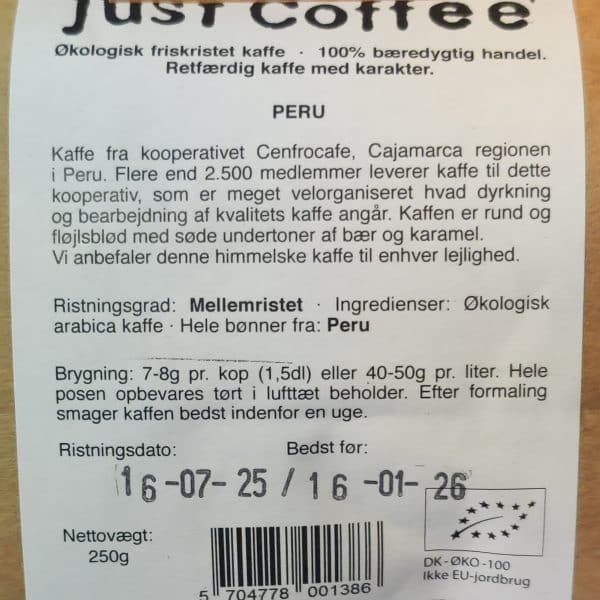 Just Coffee
Økologisk friskristet kaffe · 100% bæredygtig handel.
Retfærdig kaffe med karakter.
PERU
Kaffe fra kooperativet Cenfrocafe, Cajamarca regionen
i Peru. Flere end 2.500 medlemmer leverer kaffe til dette
kooperativ, som er meget velorganiseret hvad dyrkning
og bearbejdning af kvalitets kaffe angår. Kaffen er rund og
fløjlsblød med søde undertoner af bær og karamel.
Vi anbefaler denne himmelske kaffe til enhver lejlighed.
Ristningsgrad: Mellemristet · Ingredienser: Økologisk
arabica kaffe · Hele bønner fra: Peru
Brygning: 7-8g pr. kop (1,5dl) eller 40-50g pr. liter. Hele
posen opbevares tørt i lufttæt beholder. Efter formaling
smager kaffen bedst indenfor en uge.
Ristningsdato: Bedst før:
16-07-25 / 16-01-26
Nettovægt:
250g
5 704778 001386
DK-ØKO-100
Ikke EU-jordbrug